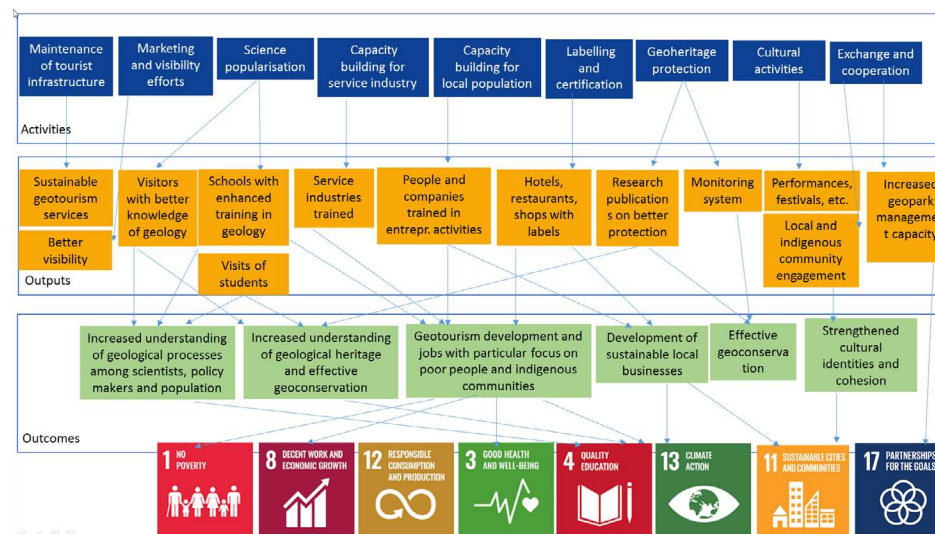 Maintenance
of tourist
infrastructure
Marketing
and visibility
efforts
Science
popularisation
Capacity
building for
service industry
Capacity
building for
local population
Labelling
and
certification
Geoheritage
protection
Cultural
activities
Exchange and
cooperation
Activities
Sustainable
geotourism
services
Better
visibility
Visitors
with better
knowledge
of geology
Schools with
enhanced
training in
geology
Visits of
students
Service
industries
trained
People and
companies
trained in
entrepr. activities
Hotels,
restaurants,
shops with
labels
Research
publication
s on better
protection
Monitoring
system
Performances,
festivals, etc.
Local and
indigenous
community
engagement
Increased
geopark
manageme
t capacity
Outputs
Increased understanding
of geological processes
among scientists, policy
makers and population
Increased understanding
of geological heritage
and effective
geoconservation
Geotourism development and
jobs with particular focus on
poor people and indigenous
communities
Development of
sustainable local
businesses
Effective
geoconserva
tion
Strengthened
cultural
identities and
cohesion
Outcomes
1 NO
POVERTY
8 DECENT WORK AND
ECONOMIC GROWTH
12 RESPONSIBLE
CONSUMPTION
AND PRODUCTION
3 GOOD HEALTH
AND WELL-BEING
4 QUALITY
EDUCATION
13 CLIMATE
ACTION
11 SUSTAINABLE CITIES
AND COMMUNITIES
17 PARTNERSHIPS
FOR THE GOALS